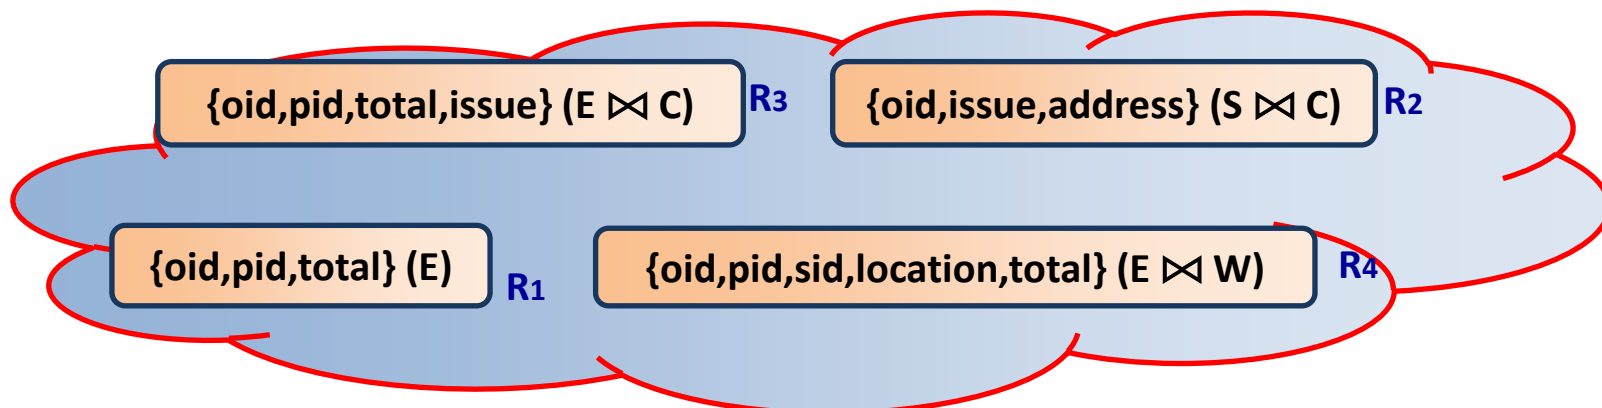 {oid,pid,total,issue} (E ⋈ C) R3
{oid,issue,address} (S ⋈ C) R2
{oid,pid,total} (E) R1
{oid,pid,sid,location,total} (E ⋈ W) R4